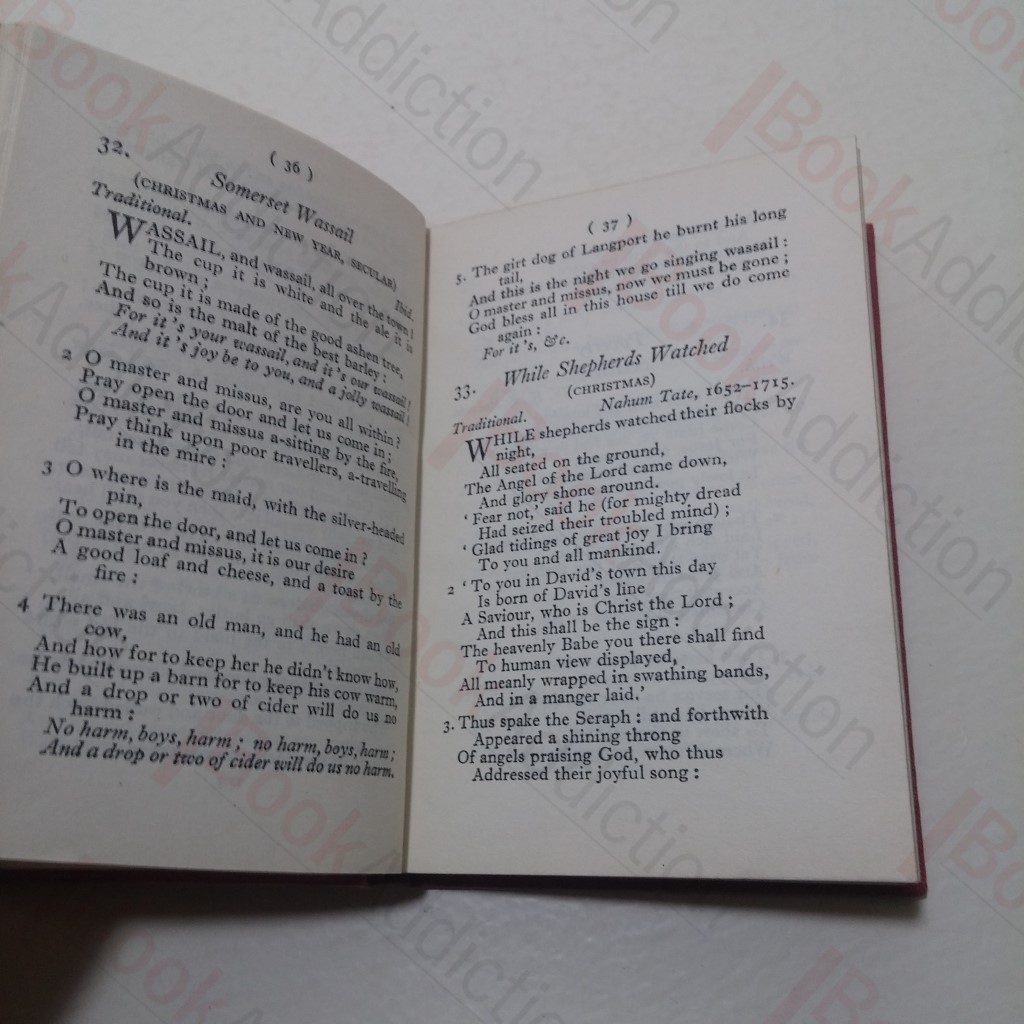 ( 36 )
32.
Somerset Wassail
(CHRISTMAS AND NEW YEAR, SECULAR)
Traditional.
Ibid.
WASSAIL, and wassail, all over the town!
The cup it is white and the ale it is
brown ;
The cup it is made of the good ashen tree,
And so is the malt of the best barley :
For it's your wassail, and it's our wassail!
And it's joy be to you, and a jolly wassail!
2 O master and missus, are you all within?
Pray open the door and let us come in ;
O master and missus a-sitting by the fire,
Pray think upon poor travellers, a-travelling
in the mire :
3 O where is the maid, with the silver-headed
pin,
To open the door, and let us come in ?
O master and missus, it is our desire
A good loaf and cheese, and a toast by the
fire :
4 There was an old man, and he had an old
cow,
And how for to keep her he didn't know how,
He built up a barn for to keep his cow warm,
And a drop or two of cider will do us no
harm :
No harm, boys, harm ; no harm, boys, harm ;
And a drop or two of cider will do us no harm.
( 37 )
5. The girt dog of Langport he burnt his long
tail,
And this is the night we go singing wassail :
O master and missus, now we must be gone ;
God bless all in this house till we do come
again :
For it's, &c.
33. While Shepherds Watched
(CHRISTMAS)
Nahum Tate, 1652–1715.
Traditional.
WHILE shepherds watched their flocks by
night,
All seated on the ground,
The Angel of the Lord came down,
And glory shone around.
' Fear not,' said he (for mighty dread
Had seized their troubled mind) ;
' Glad tidings of great joy I bring
To you and all mankind.
2 ' To you in David's town this day
Is born of David's line
A Saviour, who is Christ the Lord ;
And this shall be the sign :
The heavenly Babe you there shall find
To human view displayed,
All meanly wrapped in swathing bands,
And in a manger laid.'
3. Thus spake the Seraph : and forthwith
Appeared a shining throng
Of angels praising God, who thus
Addressed their joyful song :
BookAddiction